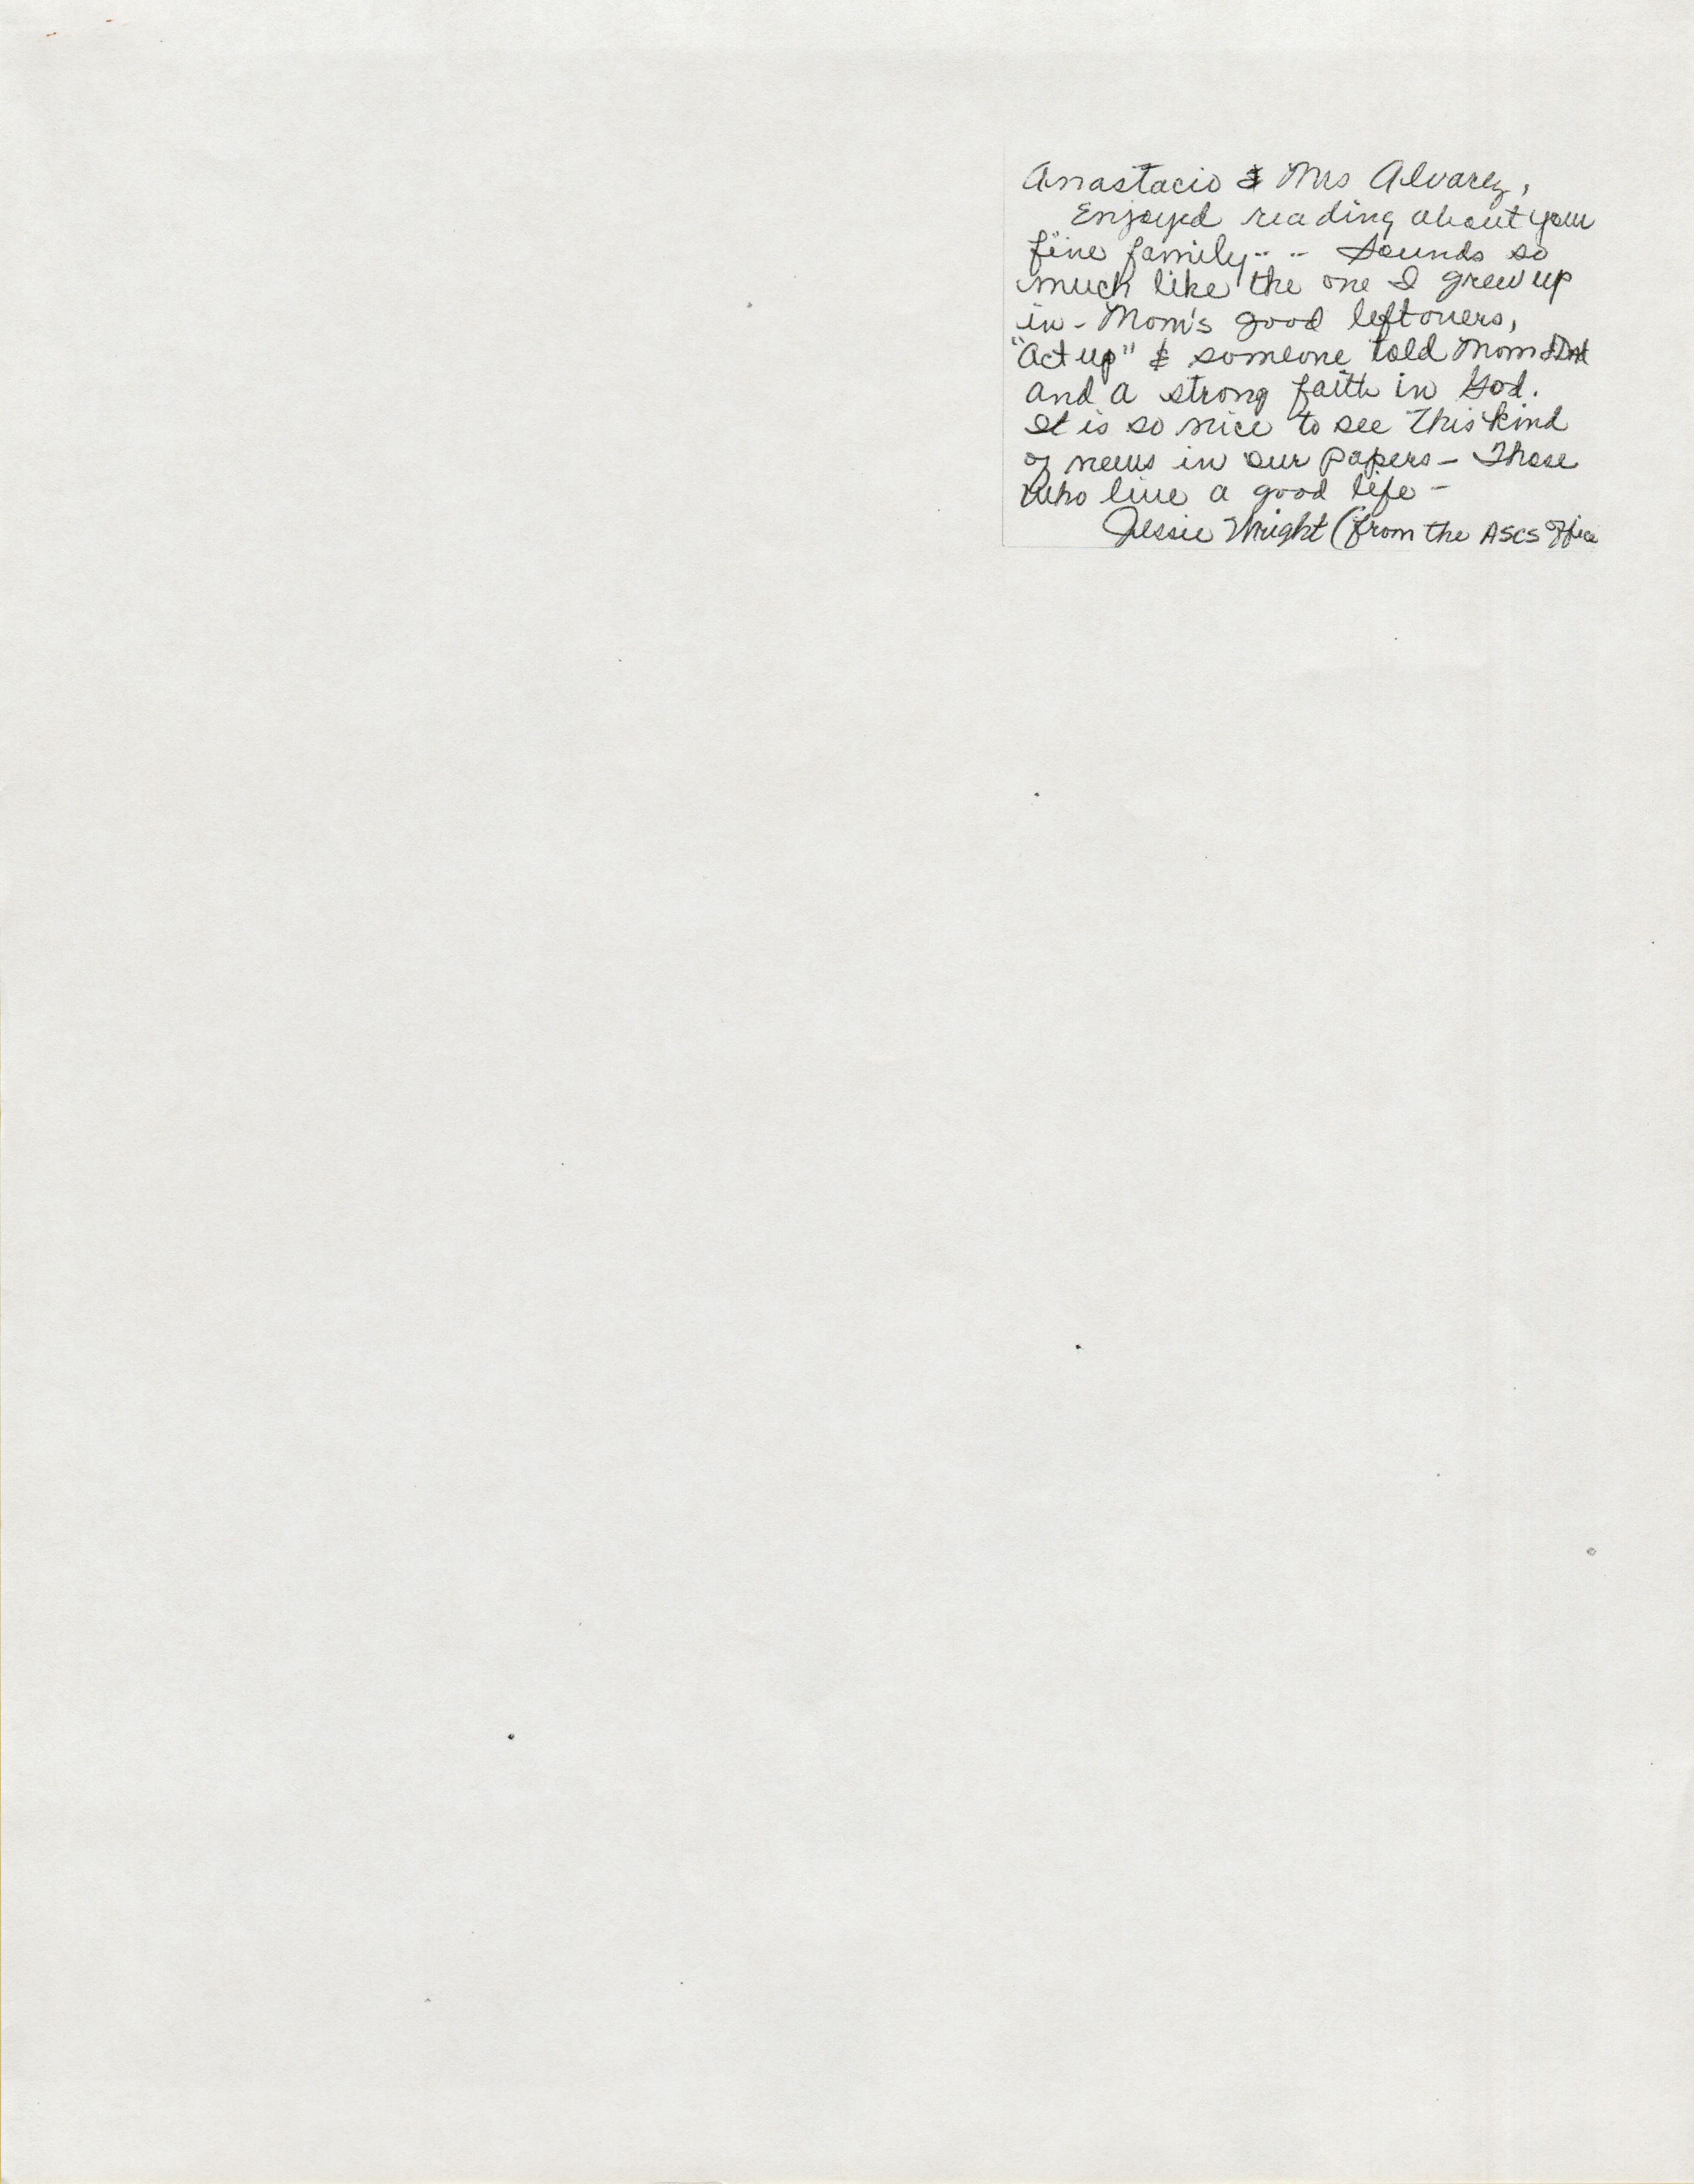 Anastacio & Mrs Alvarez,
Enjoyed reading about your
fine family-- -- Sounds so
much like the one I grew up
in - Mom's good leftovers,
"Act up" & someone told Mom & Dad
and a strong faith in God.
It is so nice to see this kind
of news in our papers - Those
who live a good life -
Jessie Wright (from the ASCS Office